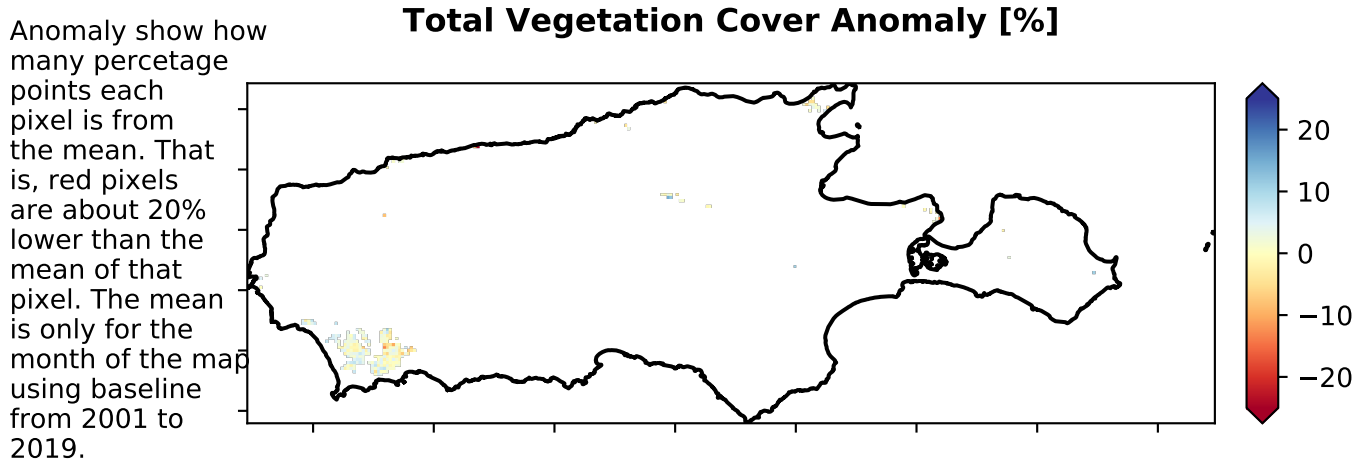 Total Vegetation Cover Anomaly [%]
Anomaly show how
many percetage
points each
pixel is from
the mean. That
is, red pixels
are about 20%
lower than the
mean of that
pixel. The mean
is only for the
month of the map
using baseline
from 2001 to
2019.
20
10
0
−10
−20